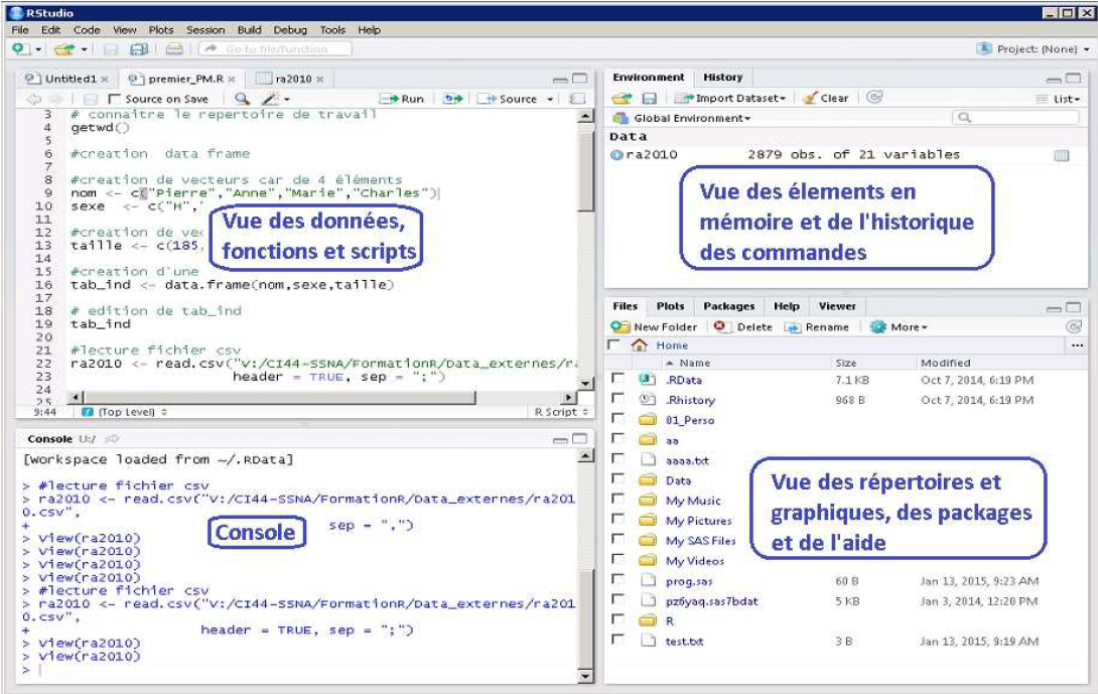 RStudio
File Edit Code View Plots Session Build Debug Tools Help
Go to file/function
Project: (None)
Untitled1 × premier_PM.R × ra2010 ×
Source on Save Run Source
3 # connaitre le repertoire de travail
4 getwd()
5
6 #creation data frame
7
8 #creation de vecteurs car de 4 éléments
9 nom <- c("Pierre","Anne","Marie","Charles")
10 sexe <- c("H",
11
12 #creation de vec
13 taille <- c(185,
14
15 #creation d'une
16 tab_ind <- data.frame(nom,sexe,taille)
17
18 # edition de tab_ind
19 tab_ind
20
21 #lecture fichier csv
22 ra2010 <- read.csv("V:/CI44-SSNA/FormationR/Data_externes/r
23 header = TRUE, sep = ";")
24
25
9:44 (Top Level) R Script
Vue des données,
fonctions et scripts
Console U:/
[Workspace loaded from ~/.RData]
> #lecture fichier csv
> ra2010 <- read.csv("V:/CI44-SSNA/FormationR/Data_externes/ra201
0.csv",
+ sep = ",")
> View(ra2010)
> View(ra2010)
> View(ra2010)
> View(ra2010)
> #lecture fichier csv
> ra2010 <- read.csv("V:/CI44-SSNA/FormationR/Data_externes/ra201
0.csv",
+ header = TRUE, sep = ";")
> View(ra2010)
> View(ra2010)
>
Console
Environment History
Import Dataset Clear List
Global Environment
Data
ra2010 2879 obs. of 21 variables
Vue des élements en
mémoire et de l'historique
des commandes
Files Plots Packages Help Viewer
New Folder Delete Rename More
Home ...
Name Size Modified
.RData 7.1 KB Oct 7, 2014, 6:19 PM
.Rhistory 968 B Oct 7, 2014, 6:19 PM
01_Perso
aa
aaaa.txt
Data
My Music
My Pictures
My SAS Files
My Videos
prog.sas 60 B Jan 13, 2015, 9:23 AM
pz6yaq.sas7bdat 5 KB Jan 3, 2014, 12:20 PM
R
test.txt 3 B Jan 13, 2015, 9:19 AM
Vue des répertoires et
graphiques, des packages
et de l'aide